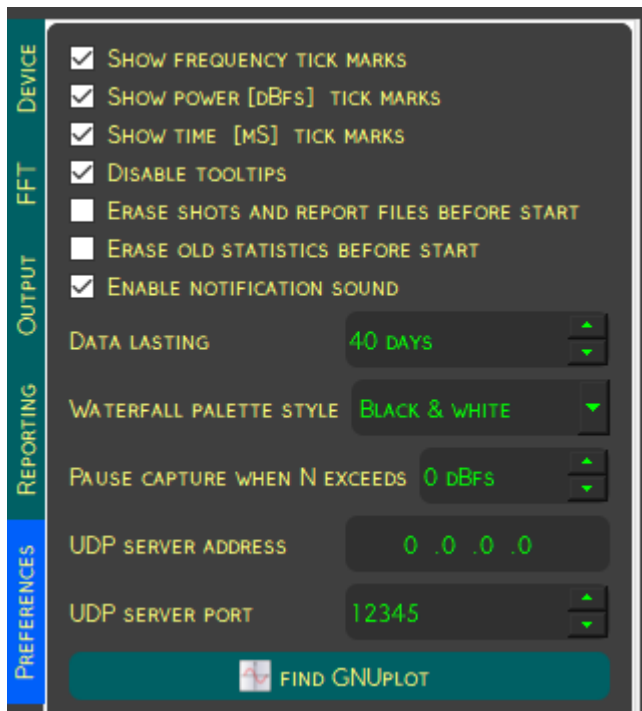 Device
FFT
Output
Reporting
Preferences
Show frequency tick marks
Show power [dBfs] tick marks
Show time [mS] tick marks
Disable tooltips
Erase shots and report files before start
Erase old statistics before start
Enable notification sound
Data lasting 40 days
Waterfall palette style Black & white
Pause capture when N exceeds 0 dBfs
UDP server address 0 .0 .0 .0
UDP server port 12345
find GNUplot